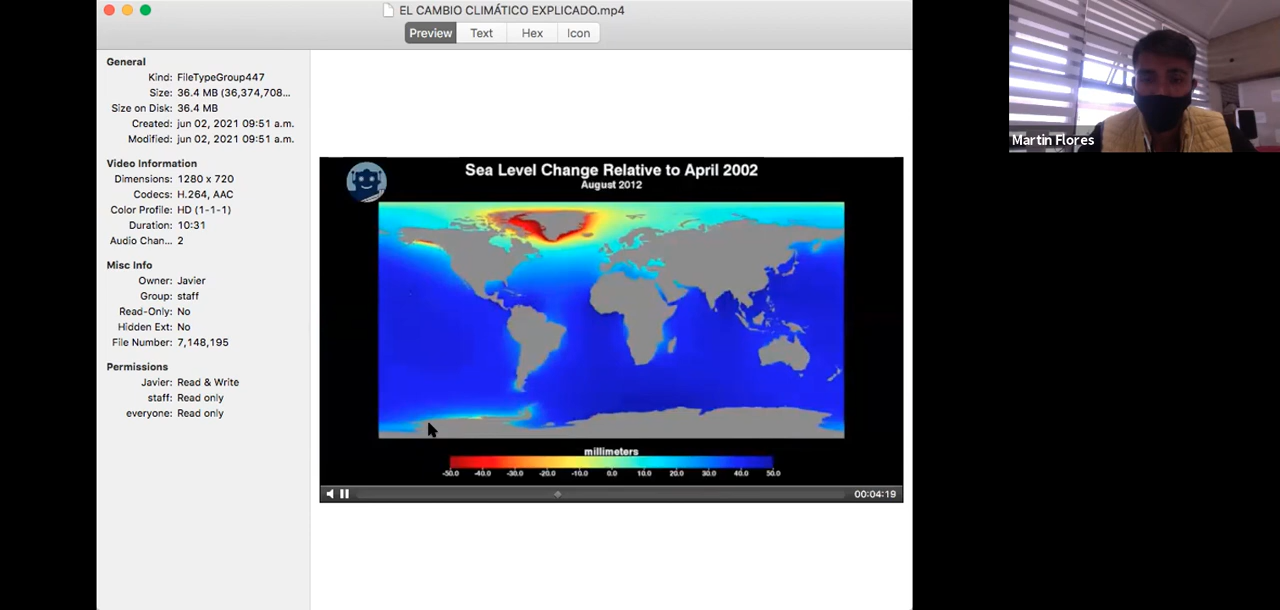 EL CAMBIO CLIMÁTICO EXPLICADO.mp4
Preview Text Hex Icon
General
Kind: FileTypeGroup447
Size: 36.4 MB (36,374,708...
Size on Disk: 36.4 MB
Created: jun 02, 2021 09:51 a.m.
Modified: jun 02, 2021 09:51 a.m.
Video Information
Dimensions: 1280 x 720
Codecs: H.264, AAC
Color Profile: HD (1-1-1)
Duration: 10:31
Audio Chan... 2
Misc Info
Owner: Javier
Group: staff
Read-Only: No
Hidden Ext: No
File Number: 7,148,195
Permissions
Javier: Read & Write
staff: Read only
everyone: Read only
Sea Level Change Relative to April 2002
August 2012
millimeters
-50.0 -40.0 -30.0 -20.0 -10.0 0.0 10.0 20.0 30.0 40.0 50.0
00:04:19
Martin Flores